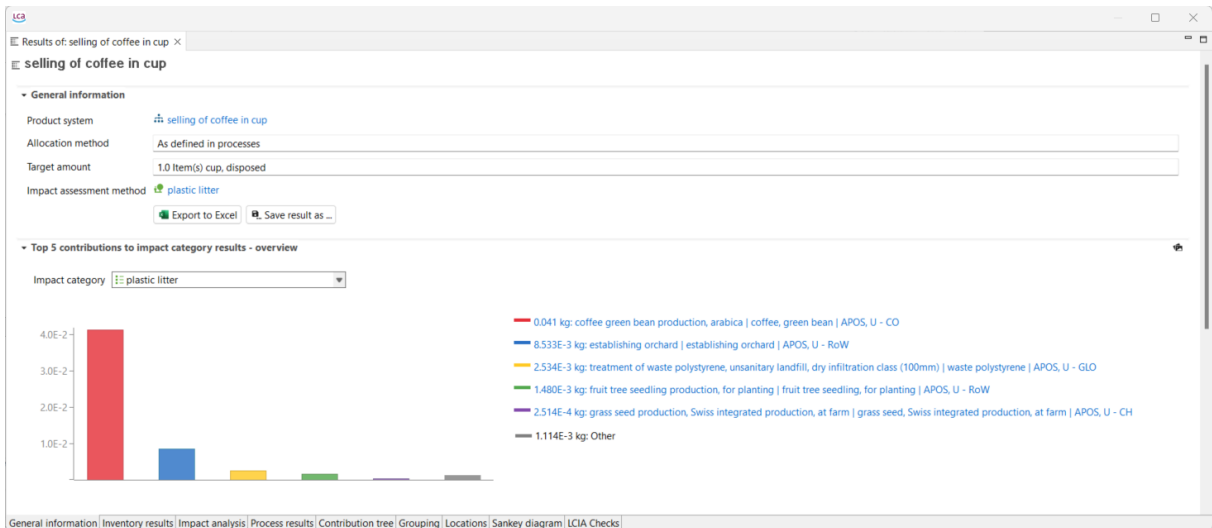 LCA
Results of: selling of coffee in cup
selling of coffee in cup
General information
Product system selling of coffee in cup
Allocation method As defined in processes
Target amount 1.0 Item(s) cup, disposed
Impact assessment method plastic litter
Export to Excel Save result as ...
Top 5 contributions to impact category results - overview
Impact category plastic litter
4.0E-2
3.0E-2
2.0E-2
1.0E-2
0.041 kg: coffee green bean production, arabica | coffee, green bean | APOS, U - CO
8.533E-3 kg: establishing orchard | establishing orchard | APOS, U - RoW
2.534E-3 kg: treatment of waste polystyrene, unsanitary landfill, dry infiltration class (100mm) | waste polystyrene | APOS, U - GLO
1.480E-3 kg: fruit tree seedling production, for planting | fruit tree seedling, for planting | APOS, U - RoW
2.514E-4 kg: grass seed production, Swiss integrated production, at farm | grass seed, Swiss integrated production, at farm | APOS, U - CH
1.114E-3 kg: Other
General information Inventory results Impact analysis Process results Contribution tree Grouping Locations Sankey diagram LCIA Checks